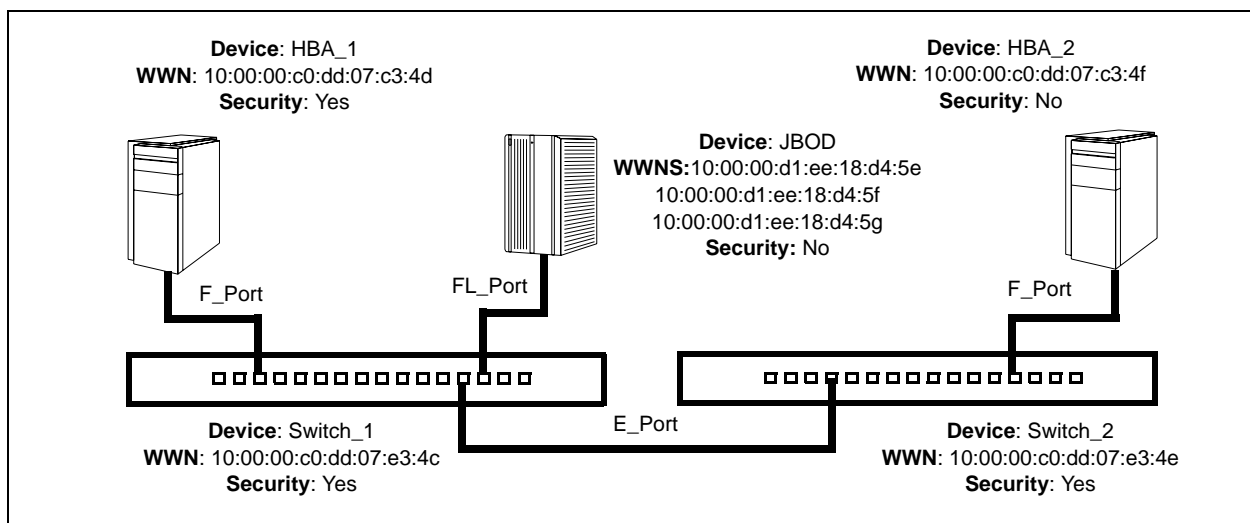 Device: HBA_1
WWN: 10:00:00:c0:dd:07:c3:4d
Security: Yes
Device: HBA_2
WWN: 10:00:00:c0:dd:07:c3:4f
Security: No
Device: JBOD
WWNS:10:00:00:d1:ee:18:d4:5e
10:00:00:d1:ee:18:d4:5f
10:00:00:d1:ee:18:d4:5g
Security: No
F_Port
FL_Port
F_Port
E_Port
Device: Switch_1
WWN: 10:00:00:c0:dd:07:e3:4c
Security: Yes
Device: Switch_2
WWN: 10:00:00:c0:dd:07:e3:4e
Security: Yes